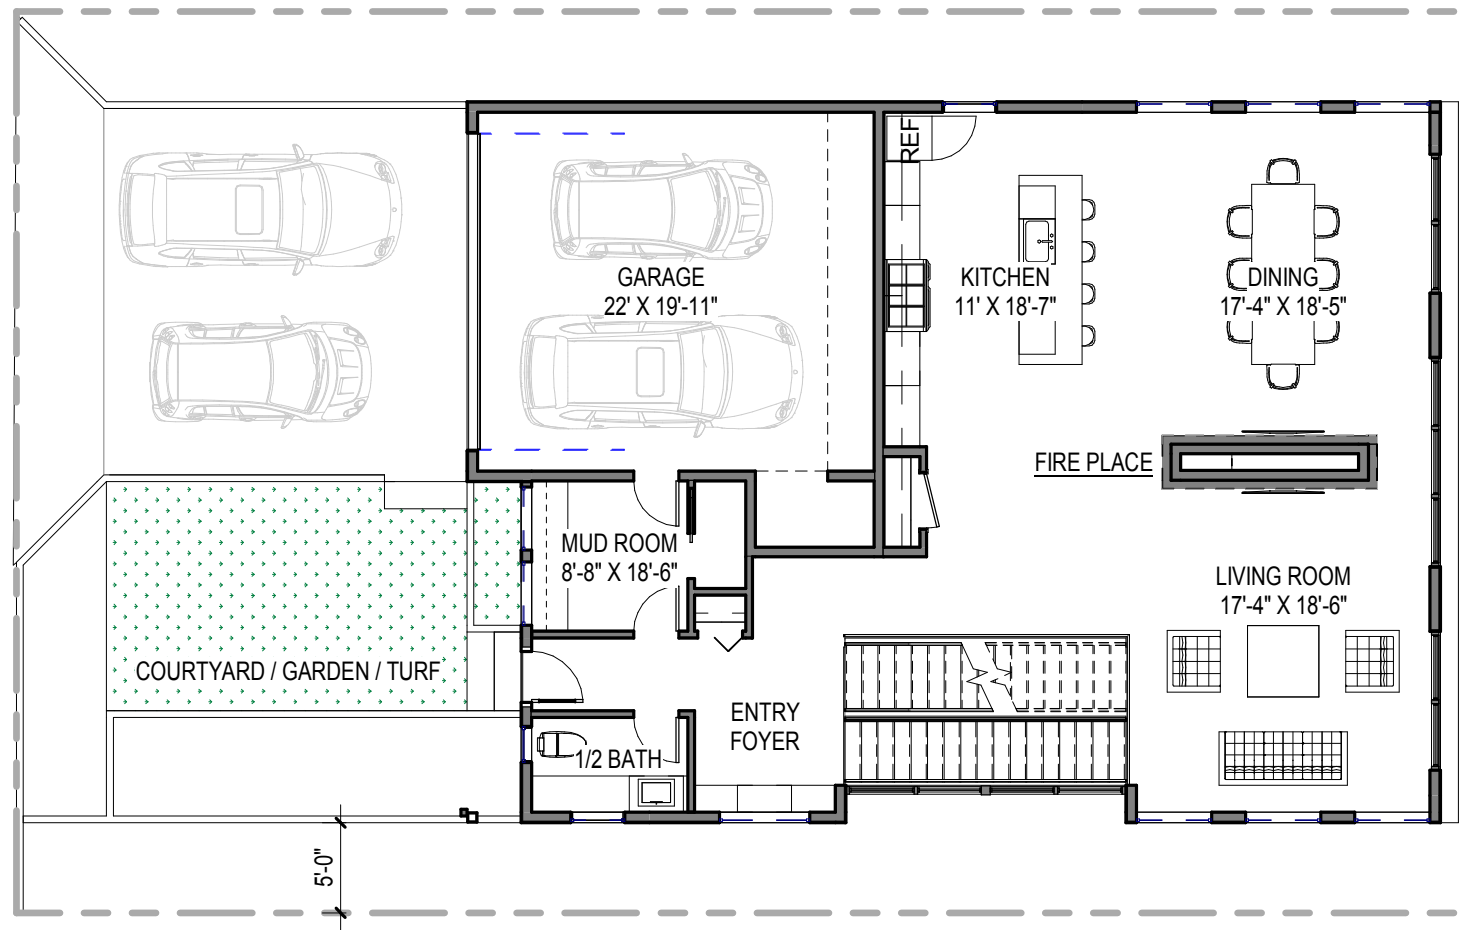 REF
GARAGE
22' X 19'-11"
KITCHEN
11' X 18'-7"
DINING
17'-4" X 18'-5"
FIRE PLACE
MUD ROOM
8'-8" X 18'-6"
LIVING ROOM
17'-4" X 18'-6"
COURTYARD / GARDEN / TURF
ENTRY
FOYER
1/2 BATH
5'-0"